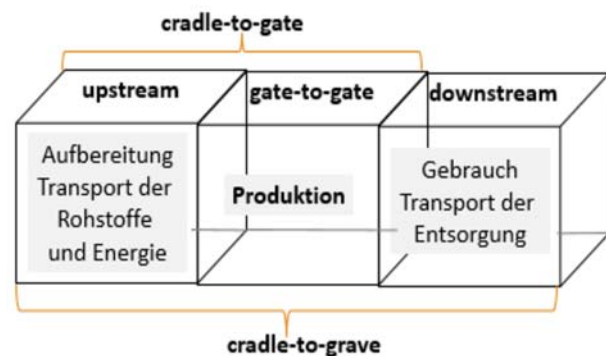 cradle-to-gate
upstream
gate-to-gate
downstream
Aufbereitung
Transport der
Rohstoffe
und Energie
Produktion
Gebrauch
Transport der
Entsorgung
cradle-to-grave